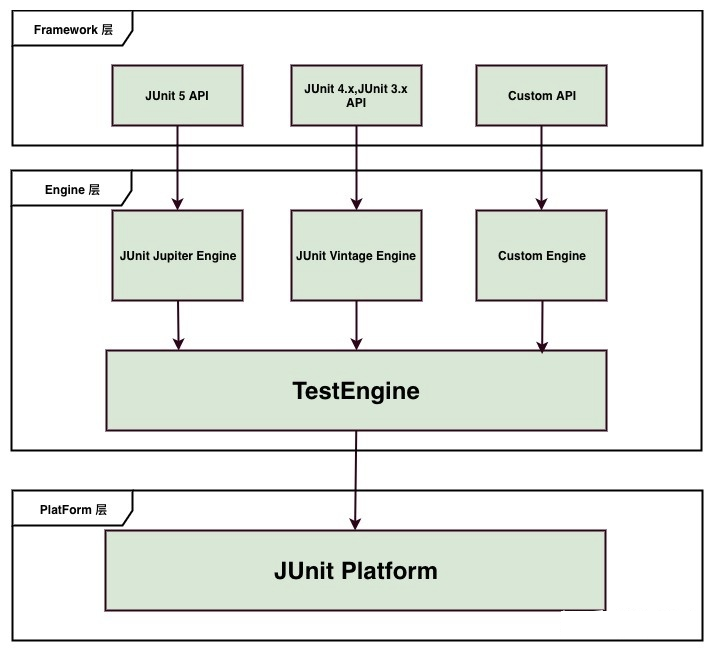 Framework 层
JUnit 5 API
JUnit 4.x,JUnit 3.x
API
Custom API
Engine 层
JUnit Jupiter Engine
JUnit Vintage Engine
Custom Engine
TestEngine
PlatForm 层
JUnit Platform